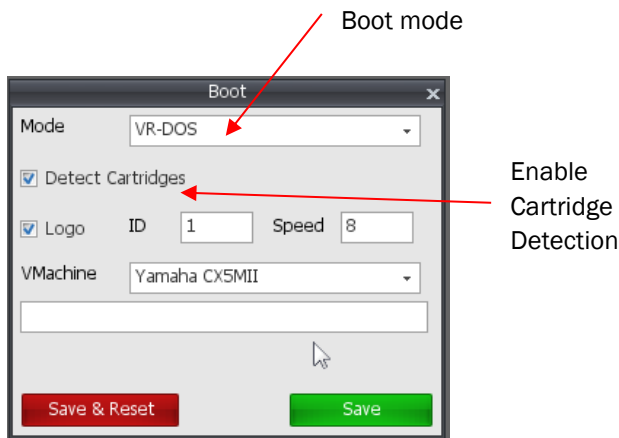 Boot mode
Boot
x
Mode VR-DOS
Detect Cartridges
Logo ID 1 Speed 8
VMachine Yamaha CX5MII
Save & Reset Save
Enable
Cartridge
Detection